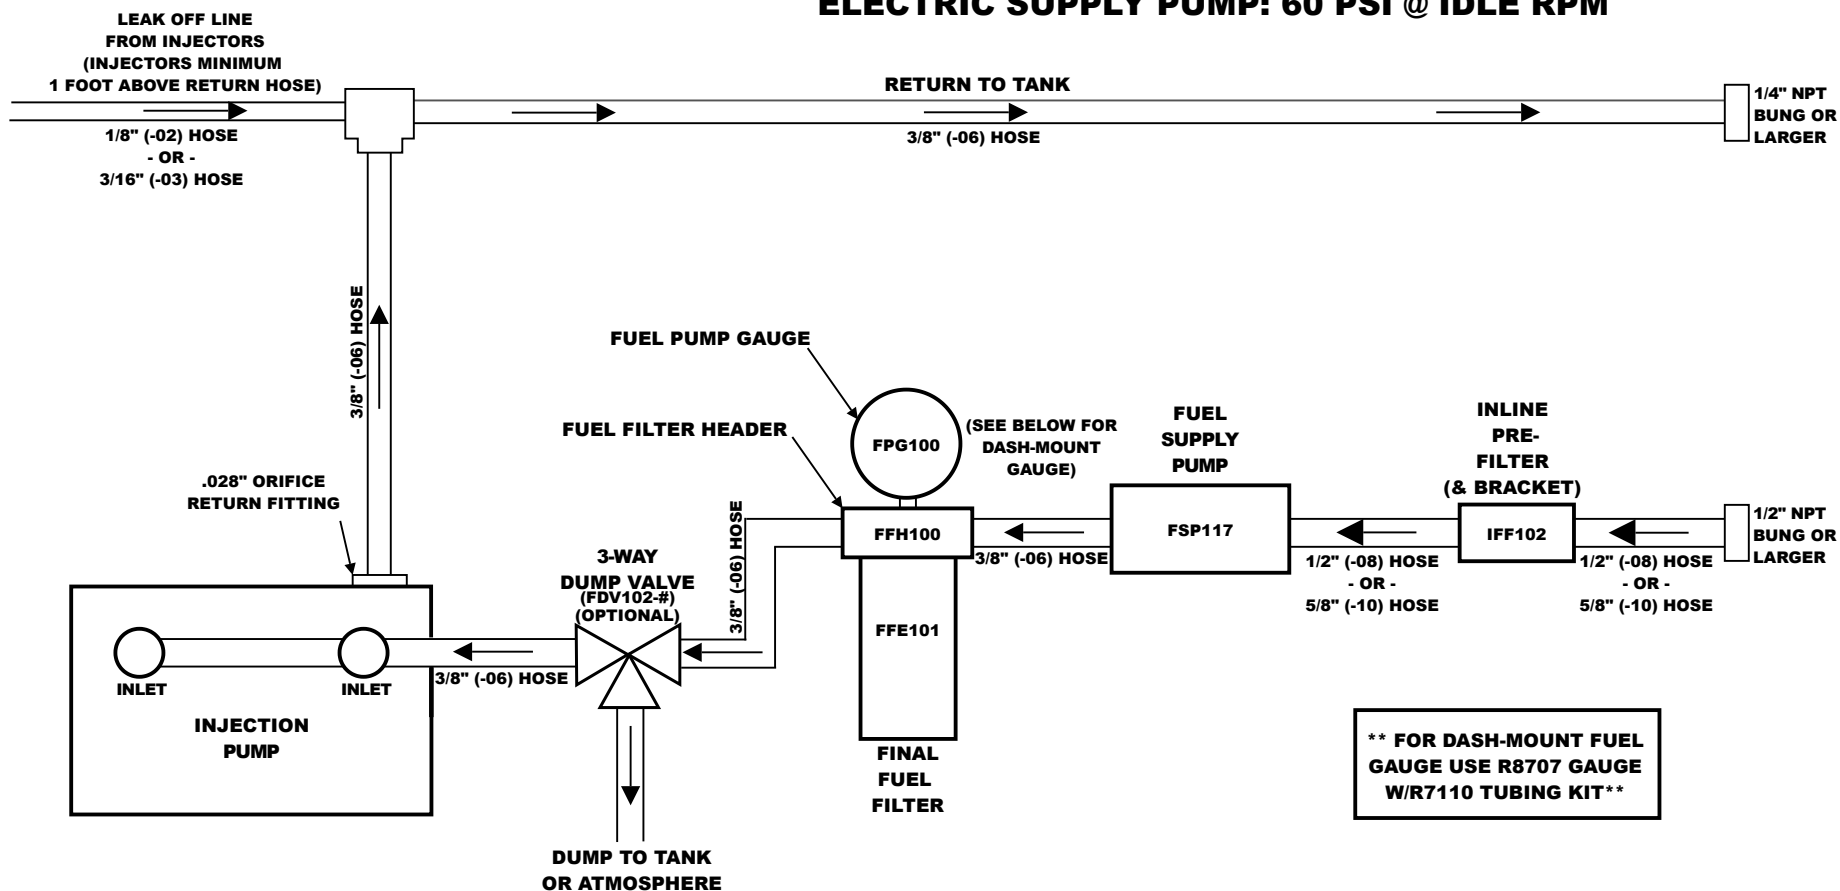 ELECTRIC SUPPLY PUMP: 60 PSI @ IDLE RPM
LEAK OFF LINE
FROM INJECTORS
(INJECTORS MINIMUM
1 FOOT ABOVE RETURN HOSE)
1/8" (-02) HOSE
- OR -
3/16" (-03) HOSE
RETURN TO TANK
3/8" (-06) HOSE
1/4" NPT
BUNG OR
LARGER
3/8" (-06) HOSE
.028" ORIFICE
RETURN FITTING
FUEL PUMP GAUGE
FUEL FILTER HEADER
FPG100
(SEE BELOW FOR
DASH-MOUNT
GAUGE)
FUEL
SUPPLY
PUMP
INLINE
PRE-
FILTER
(& BRACKET)
FFH100
3/8" (-06) HOSE
FSP117
1/2" (-08) HOSE
- OR -
5/8" (-10) HOSE
IFF102
1/2" (-08) HOSE
- OR -
5/8" (-10) HOSE
1/2" NPT
BUNG OR
LARGER
3-WAY
DUMP VALVE
(FDV102-#)
(OPTIONAL)
3/8" (-06) HOSE
FFE101
FINAL
FUEL
FILTER
INLET
INLET
3/8" (-06) HOSE
INJECTION
PUMP
DUMP TO TANK
OR ATMOSPHERE
** FOR DASH-MOUNT FUEL
GAUGE USE R8707 GAUGE
W/R7110 TUBING KIT**